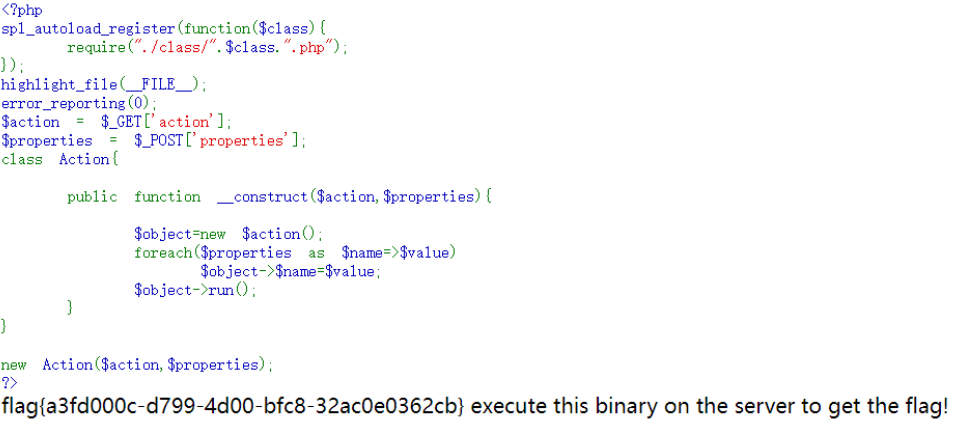 <?php
spl_autoload_register(function($class){
require("./class/".$class.".php");
});
highlight_file(__FILE__);
error_reporting(0);
$action = $_GET['action'];
$properties = $_POST['properties'];
class Action{
public function __construct($action,$properties){
$object=new $action();
foreach($properties as $name=>$value)
$object->$name=$value;
$object->run();
}
}
new Action($action,$properties);
?>
flag{a3fd000c-d799-4d00-bfc8-32ac0e0362cb} execute this binary on the server to get the flag!